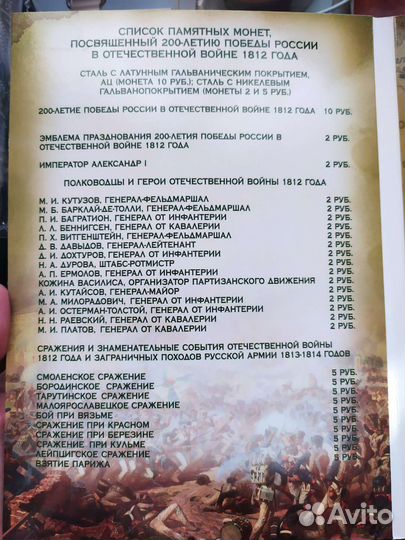 СПИСОК ПАМЯТНЫХ МОНЕТ,
ПОСВЯЩЕННЫЙ 200-ЛЕТИЮ ПОБЕДЫ РОССИИ
В ОТЕЧЕСТВЕННОЙ ВОЙНЕ 1812 ГОДА
СТАЛЬ С ЛАТУННЫМ ГАЛЬВАНИЧЕСКИМ ПОКРЫТИЕМ,
АЦ (МОНЕТА 10 РУБ.); СТАЛЬ С НИКЕЛЕВЫМ
ГАЛЬВАНОПОКРЫТИЕМ (МОНЕТЫ 2 И 5 РУБ.)
200-ЛЕТИЕ ПОБЕДЫ РОССИИ В ОТЕЧЕСТВЕННОЙ ВОЙНЕ 1812 ГОДА 10 РУБ.
ЭМБЛЕМА ПРАЗДНОВАНИЯ 200-ЛЕТИЯ ПОБЕДЫ РОССИИ В 2 РУБ.
ОТЕЧЕСТВЕННОЙ ВОЙНЕ 1812 ГОДА
ИМПЕРАТОР АЛЕКСАНДР I 2 РУБ.
ПОЛКОВОДЦЫ И ГЕРОИ ОТЕЧЕСТВЕННОЙ ВОЙНЫ 1812 ГОДА
М. И. КУТУЗОВ, ГЕНЕРАЛ-ФЕЛЬДМАРШАЛ 2 РУБ.
М. Б. БАРКЛАЙ-ДЕ-ТОЛЛИ, ГЕНЕРАЛ-ФЕЛЬДМАРШАЛ 2 РУБ.
П. И. БАГРАТИОН, ГЕНЕРАЛ ОТ ИНФАНТЕРИИ 2 РУБ.
Л. Л. БЕННИГСЕН, ГЕНЕРАЛ ОТ КАВАЛЕРИИ 2 РУБ.
П. Х. ВИТГЕНШТЕЙН, ГЕНЕРАЛ-ФЕЛЬДМАРШАЛ 2 РУБ.
Д. В. ДАВЫДОВ, ГЕНЕРАЛ-ЛЕЙТЕНАНТ 2 РУБ.
Д. И. ДОХТУРОВ, ГЕНЕРАЛ ОТ ИНФАНТЕРИИ 2 РУБ.
Н. А. ДУРОВА, ШТАБС-РОТМИСТР 2 РУБ.
А. П. ЕРМОЛОВ, ГЕНЕРАЛ ОТ ИНФАНТЕРИИ 2 РУБ.
КОЖИНА ВАСИЛИСА, ОРГАНИЗАТОР ПАРТИЗАНСКОГО ДВИЖЕНИЯ 2 РУБ.
А. И. КУТАЙСОВ, ГЕНЕРАЛ-МАЙОР 2 РУБ.
М. А. МИЛОРАДОВИЧ, ГЕНЕРАЛ ОТ ИНФАНТЕРИИ 2 РУБ.
А. И. ОСТЕРМАН-ТОЛСТОЙ, ГЕНЕРАЛ ОТ ИНФАНТЕРИИ 2 РУБ.
Н. Н. РАЕВСКИЙ, ГЕНЕРАЛ ОТ КАВАЛЕРИИ 2 РУБ.
М. И. ПЛАТОВ, ГЕНЕРАЛ ОТ КАВАЛЕРИИ 2 РУБ.
СРАЖЕНИЯ И ЗНАМЕНАТЕЛЬНЫЕ СОБЫТИЯ ОТЕЧЕСТВЕННОЙ ВОЙНЫ
1812 ГОДА И ЗАГРАНИЧНЫХ ПОХОДОВ РУССКОЙ АРМИИ 1813-1814 ГОДОВ
СМОЛЕНСКОЕ СРАЖЕНИЕ 5 РУБ.
БОРОДИНСКОЕ СРАЖЕНИЕ 5 РУБ.
ТАРУТИНСКОЕ СРАЖЕНИЕ 5 РУБ.
МАЛОЯРОСЛАВЕЦКОЕ СРАЖЕНИЕ 5 РУБ.
БОЙ ПРИ ВЯЗЬМЕ 5 РУБ.
СРАЖЕНИЕ ПРИ КРАСНОМ 5 РУБ.
СРАЖЕНИЕ ПРИ БЕРЕЗИНЕ 5 РУБ.
СРАЖЕНИЕ ПРИ КУЛЬМЕ 5 РУБ.
ЛЕЙПЦИГСКОЕ СРАЖЕНИЕ 5 РУБ.
ВЗЯТИЕ ПАРИЖА 5 РУБ.
Avito